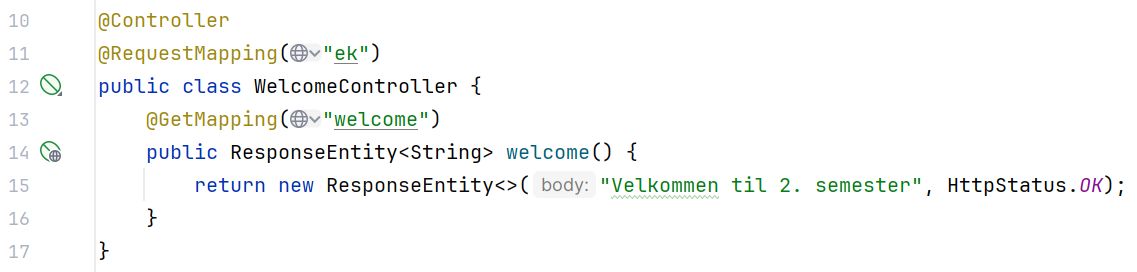 10 @Controller
11 @RequestMapping("ek")
12 public class WelcomeController {
13 @GetMapping("welcome")
14 public ResponseEntity<String> welcome() {
15 return new ResponseEntity<>( body: "Velkommen til 2. semester", HttpStatus.OK);
16 }
17 }